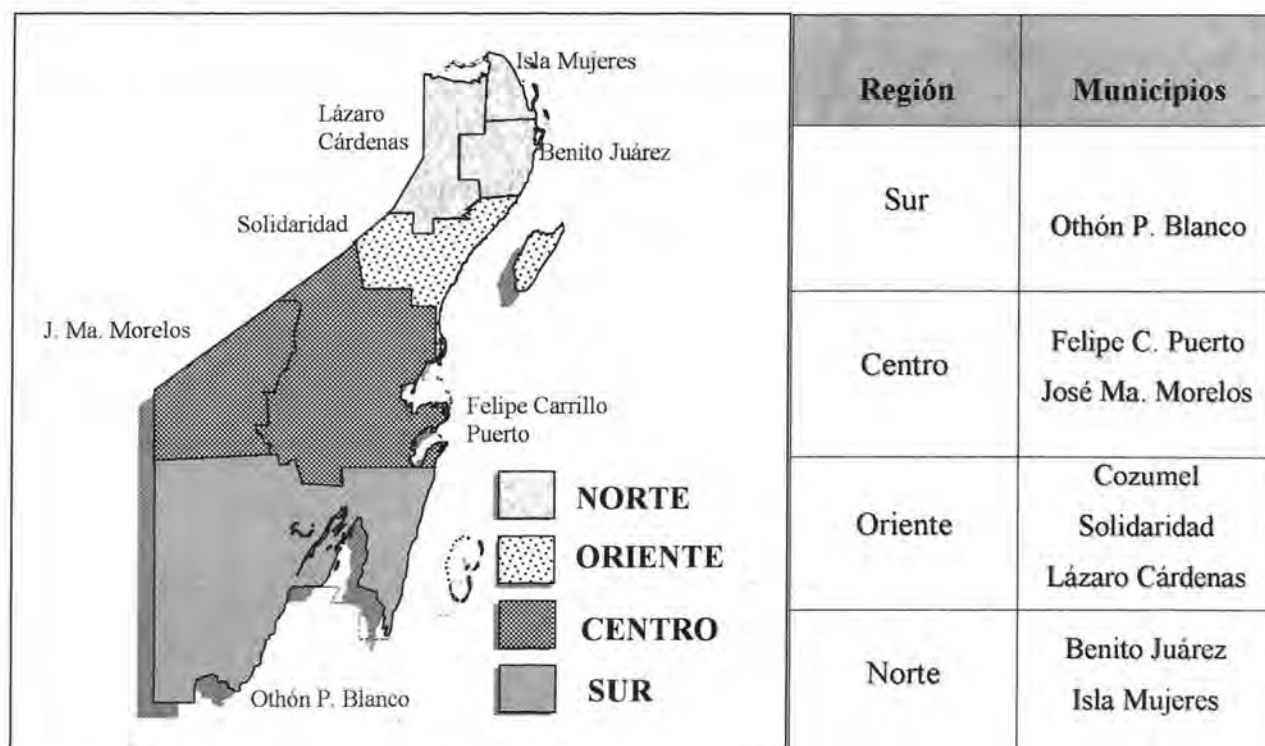 Isla Mujeres
Lázaro
Cárdenas
Benito Juárez
Solidaridad
J. Ma. Morelos
Felipe Carrillo
Puerto
NORTE
ORIENTE
CENTRO
SUR
Othón P. Blanco
Región
Municipios
Sur
Othón P. Blanco
Centro
Felipe C. Puerto
José Ma. Morelos
Oriente
Cozumel
Solidaridad
Lázaro Cárdenas
Norte
Benito Juárez
Isla Mujeres